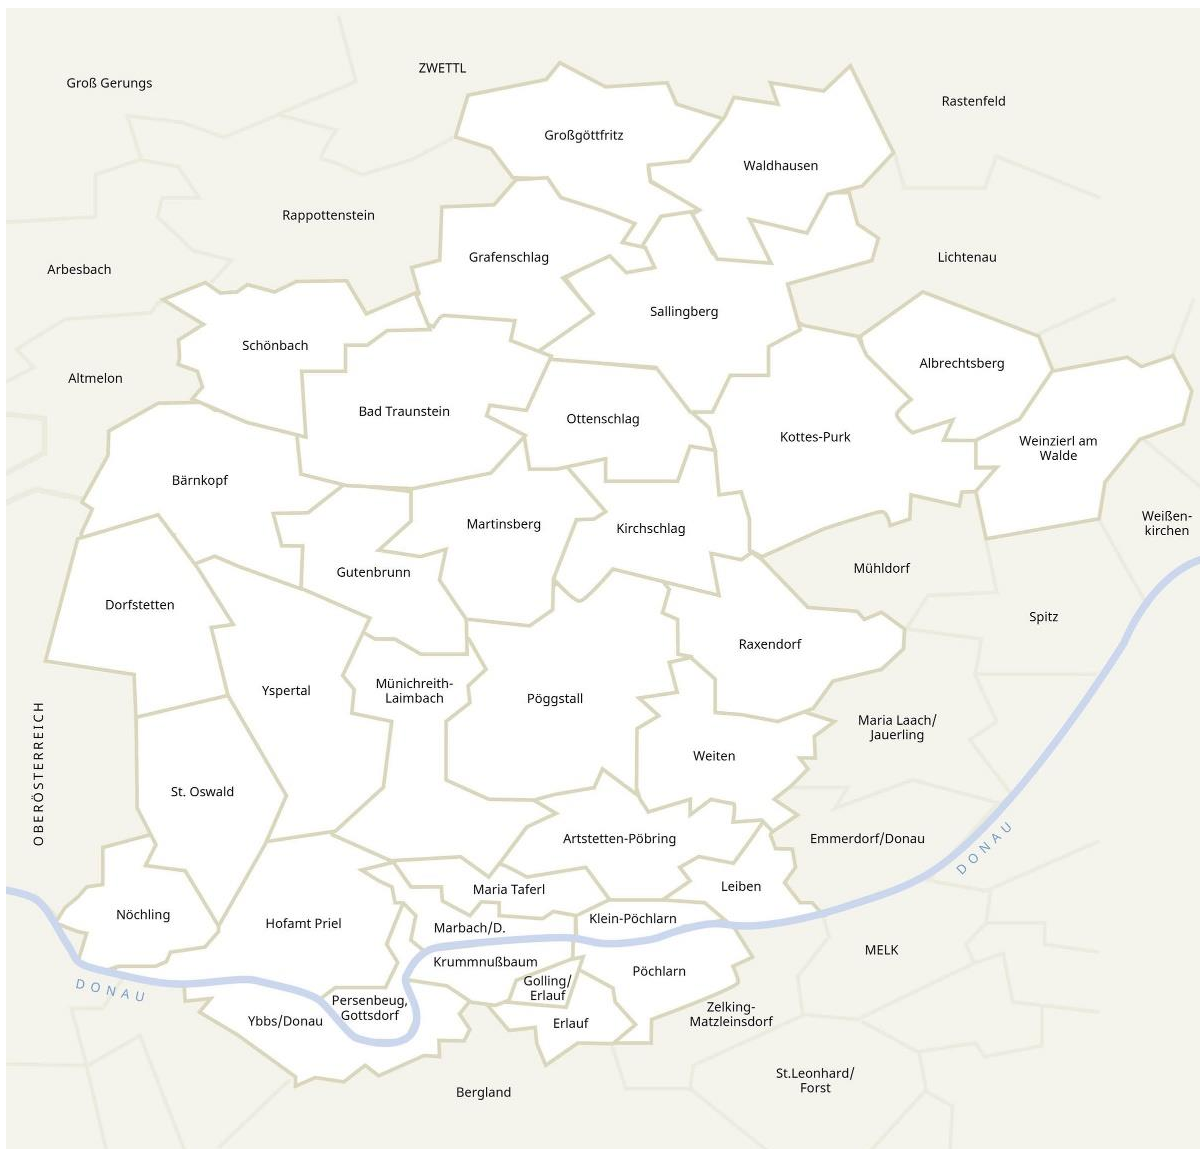 ZWETTL
Groß Gerungs
Rastenfeld
Großgöttfritz
Waldhausen
Rappottenstein
Grafenschlag
Lichtenau
Arbesbach
Sallingberg
Schönbach
Albrechtsberg
Altmelon
Bad Traunstein
Ottenschlag
Kottes-Purk
Weinzierl am
Walde
Bärnkopf
Martinsberg
Kirchschlag
Weißen-
kirchen
Gutenbrunn
Mühldorf
Dorfstetten
Spitz
Raxendorf
Yspertal
Münichreith-
Laimbach
Pöggstall
Maria Laach/
Jauerling
Weiten
OBERÖSTERREICH
St. Oswald
Artstetten-Pöbring
Emmerdorf/Donau
DONAU
Maria Taferl
Leiben
Nöchling
Hofamt Priel
Klein-Pöchlarn
Marbach/D.
MELK
Krummnußbaum
Pöchlarn
DONAU
Golling/
Erlauf
Persenbeug,
Gottsdorf
Ybbs/Donau
Erlauf
Zelking-
Matzleinsdorf
Bergland
St.Leonhard/
Forst